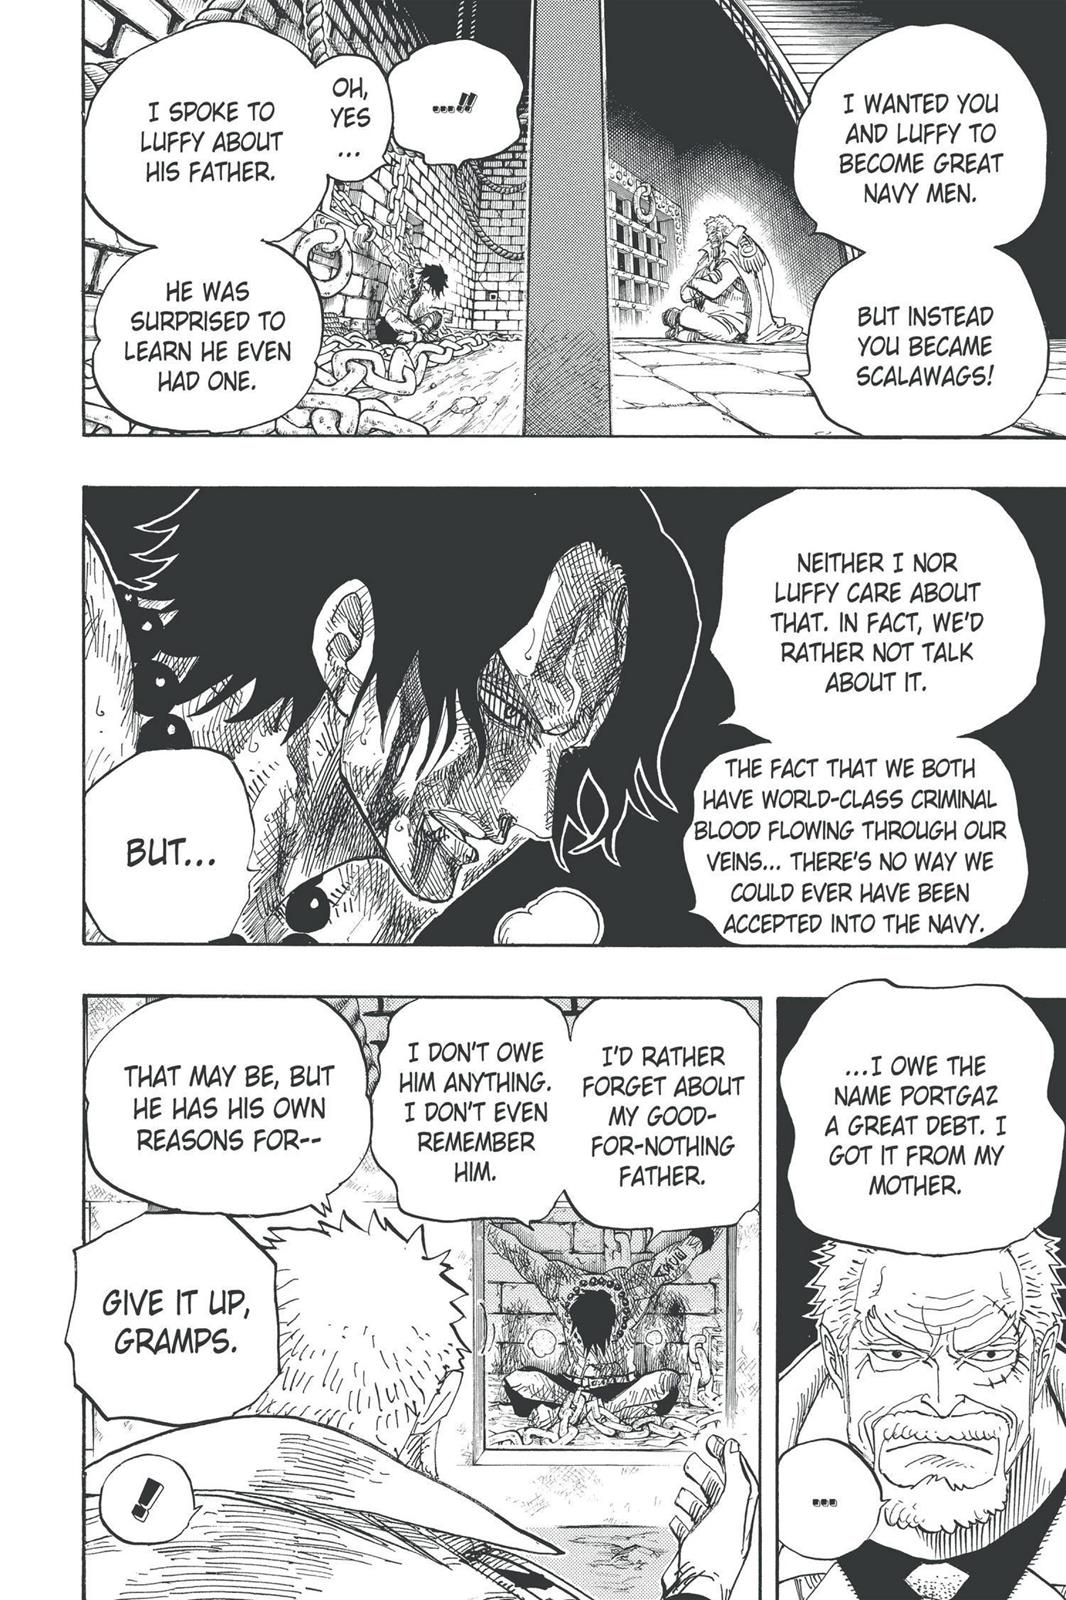 I WANTED YOU
AND LUFFY TO
BECOME GREAT
NAVY MEN.
BUT INSTEAD
YOU BECAME
SCALAWAGS!
....!!
OH,
YES
...
I SPOKE TO
LUFFY ABOUT
HIS FATHER.
HE WAS
SURPRISED TO
LEARN HE EVEN
HAD ONE.
NEITHER I NOR
LUFFY CARE ABOUT
THAT. IN FACT, WE'D
RATHER NOT TALK
ABOUT IT.
THE FACT THAT WE BOTH
HAVE WORLD-CLASS CRIMINAL
BLOOD FLOWING THROUGH OUR
VEINS... THERE'S NO WAY WE
COULD EVER HAVE BEEN
ACCEPTED INTO THE NAVY.
BUT...
...I OWE THE
NAME PORTGAZ
A GREAT DEBT. I
GOT IT FROM MY
MOTHER.
...
I'D RATHER
FORGET ABOUT
MY GOOD-
FOR-NOTHING
FATHER.
I DON'T OWE
HIM ANYTHING.
I DON'T EVEN
REMEMBER
HIM.
THAT MAY BE, BUT
HE HAS HIS OWN
REASONS FOR--
GIVE IT UP,
GRAMPS.
!